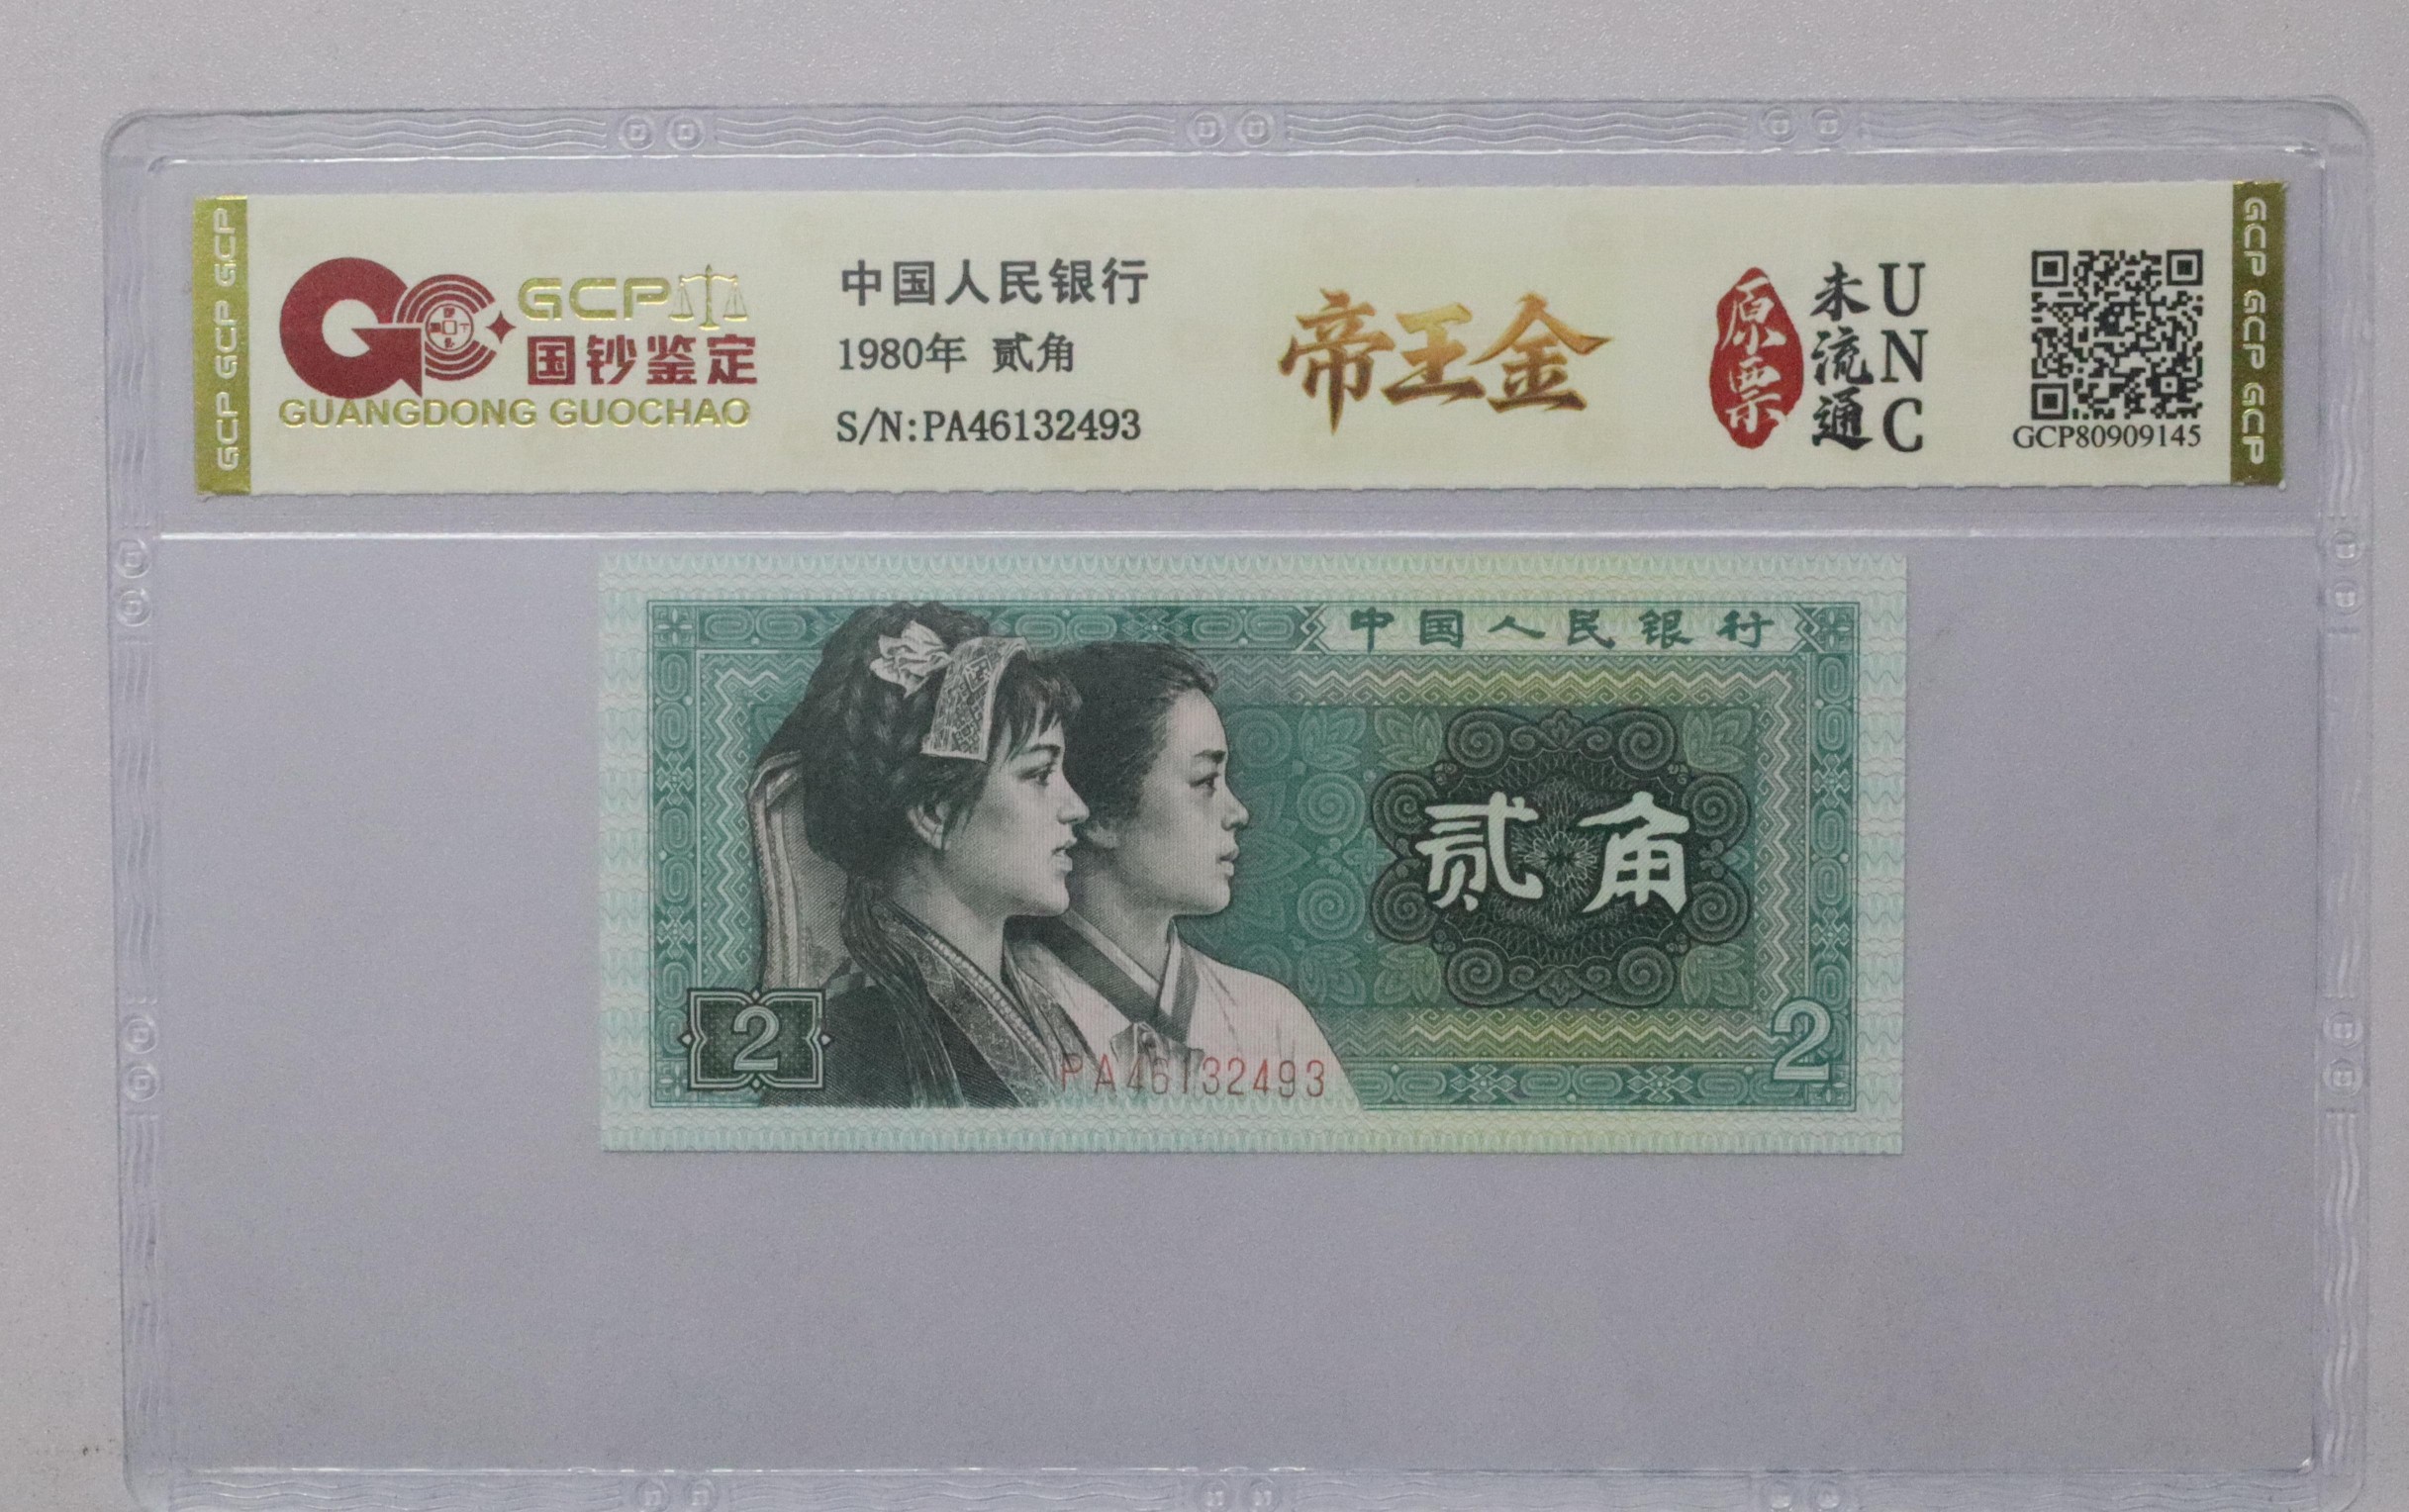 GCP GCP GCP
GCP
国钞鉴定
GUANGDONG GUOCHAO
中国人民银行
1980年 贰角
S/N:PA46132493
帝王金
原票
未流通
UNC
GCP80909145
GCP GCP GCP
中国人民银行
贰角
2
PA46132493
2